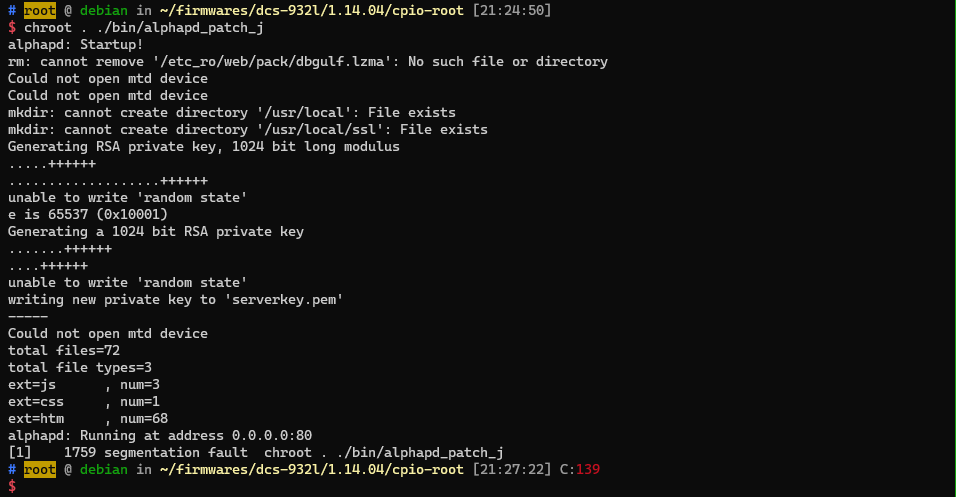 # root @ debian in ~/firmwares/dcs-932l/1.14.04/cpio-root [21:24:50]
$ chroot . ./bin/alphapd_patch_j
alphapd: Startup!
rm: cannot remove '/etc_ro/web/pack/dbgulf.lzma': No such file or directory
Could not open mtd device
Could not open mtd device
mkdir: cannot create directory '/usr/local': File exists
mkdir: cannot create directory '/usr/local/ssl': File exists
Generating RSA private key, 1024 bit long modulus
.....++++++
...................++++++
unable to write 'random state'
e is 65537 (0x10001)
Generating a 1024 bit RSA private key
.......++++++
....++++++
unable to write 'random state'
writing new private key to 'serverkey.pem'
-----
Could not open mtd device
total files=72
total file types=3
ext=js      , num=3
ext=css     , num=1
ext=htm     , num=68
alphapd: Running at address 0.0.0.0:80
[1]    1759 segmentation fault  chroot . ./bin/alphapd_patch_j
# root @ debian in ~/firmwares/dcs-932l/1.14.04/cpio-root [21:27:22] C:139
$